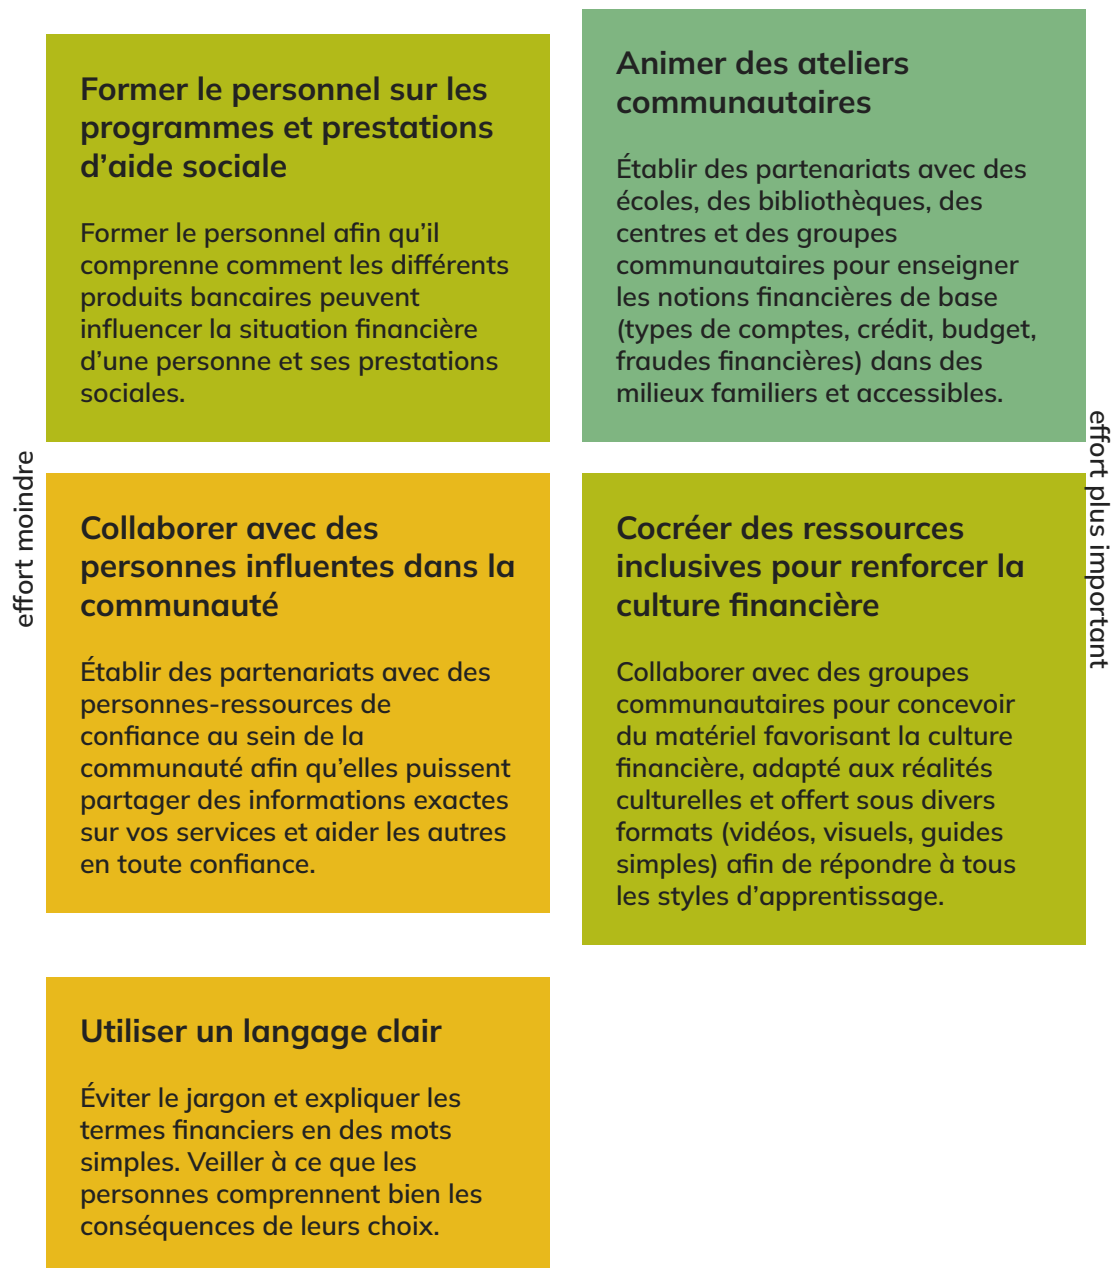 effort moindre
Former le personnel sur les
programmes et prestations
d’aide sociale
Former le personnel afin qu’il
comprenne comment les différents
produits bancaires peuvent
influencer la situation financière
d’une personne et ses prestations
sociales.
Animer des ateliers
communautaires
Établir des partenariats avec des
écoles, des bibliothèques, des
centres et des groupes
communautaires pour enseigner
les notions financières de base
(types de comptes, crédit, budget,
fraudes financières) dans des
milieux familiers et accessibles.
Collaborer avec des
personnes influentes dans la
communauté
Établir des partenariats avec des
personnes-ressources de
confiance au sein de la
communauté afin qu’elles puissent
partager des informations exactes
sur vos services et aider les autres
en toute confiance.
Cocréer des ressources
inclusives pour renforcer la
culture financière
Collaborer avec des groupes
communautaires pour concevoir
du matériel favorisant la culture
financière, adapté aux réalités
culturelles et offert sous divers
formats (vidéos, visuels, guides
simples) afin de répondre à tous
les styles d’apprentissage.
Utiliser un langage clair
Éviter le jargon et expliquer les
termes financiers en des mots
simples. Veiller à ce que les
personnes comprennent bien les
conséquences de leurs choix.
effort plus important